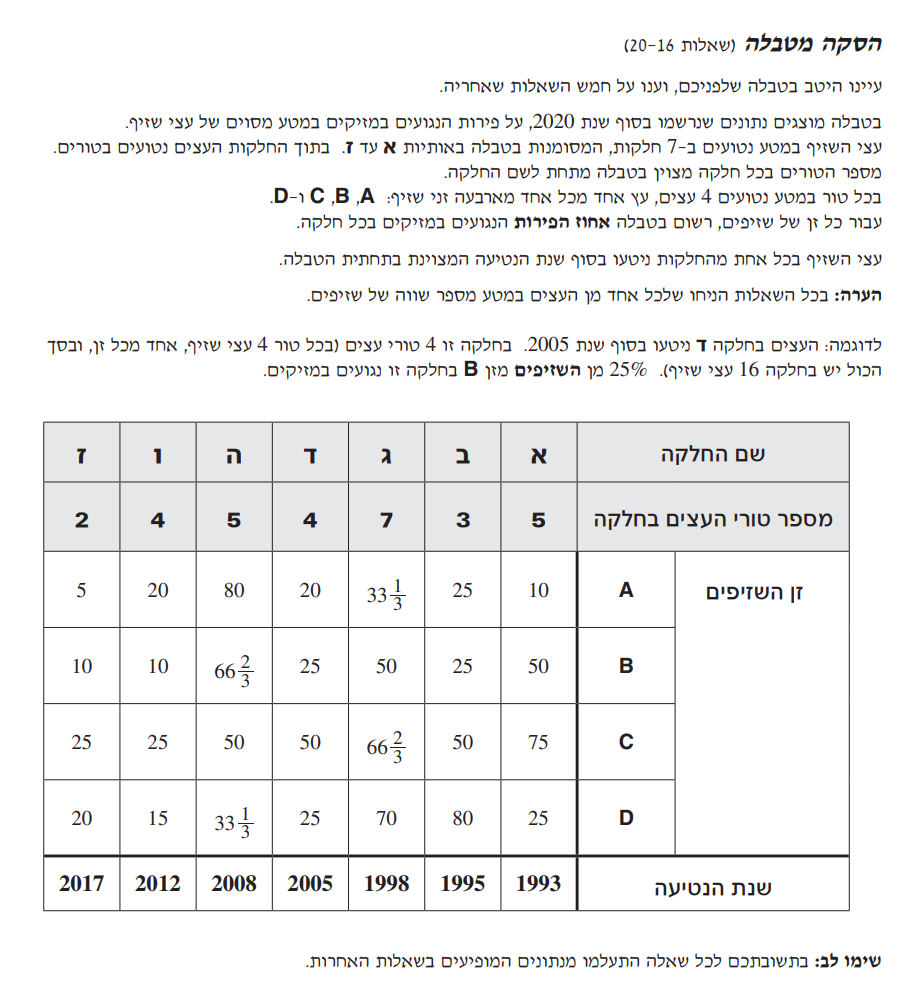 הסקה מטבלה (שאלות 16-20)
עיינו היטב בטבלה שלפניכם, וענו על חמש השאלות שאחריה.
בטבלה מוצגים נתונים שנרשמו בסוף שנת 2020, על פירות הנגועים במזיקים במטע מסוים של עצי שזיף.
עצי השזיף במטע נטועים ב-7 חלקות, המסומנות בטבלה באותיות א עד ז. בתוך החלקות העצים נטועים בטורים.
מספר הטורים בכל חלקה מצוין בטבלה מתחת לשם החלקה.
בכל טור במטע נטועים 4 עצים, עץ אחד מכל אחד מארבעה זני שזיף: A, B, C ו-D.
עבור כל זן של שזיפים, רשום בטבלה אחוז הפירות הנגועים במזיקים בכל חלקה.
עצי השזיף בכל אחת מהחלקות ניטעו בסוף שנת הנטיעה המצוינת בתחתית הטבלה.
הערה: בכל השאלות הניחו שלכל אחד מן העצים במטע מספר שווה של שזיפים.
לדוגמה: העצים בחלקה ד ניטעו בסוף שנת 2005. בחלקה זו 4 טורי עצים (בכל טור 4 עצי שזיף, אחד מכל זן, ובסך
הכול יש בחלקה 16 עצי שזיף). 25% מן השזיפים מזן B בחלקה זו נגועים במזיקים.
שם החלקה א ב ג ד ה ו ז
מספר טורי העצים בחלקה 5 3 7 4 5 4 2
זן השזיפים A 10 25 33 1/3 20 80 20 5
B 50 25 50 25 66 2/3 10 10
C 75 50 66 2/3 50 50 25 25
D 25 80 70 25 33 1/3 15 20
שנת הנטיעה 1993 1995 1998 2005 2008 2012 2017
שימו לב: בתשובתכם לכל שאלה התעלמו מנתונים המופיעים בשאלות האחרות.